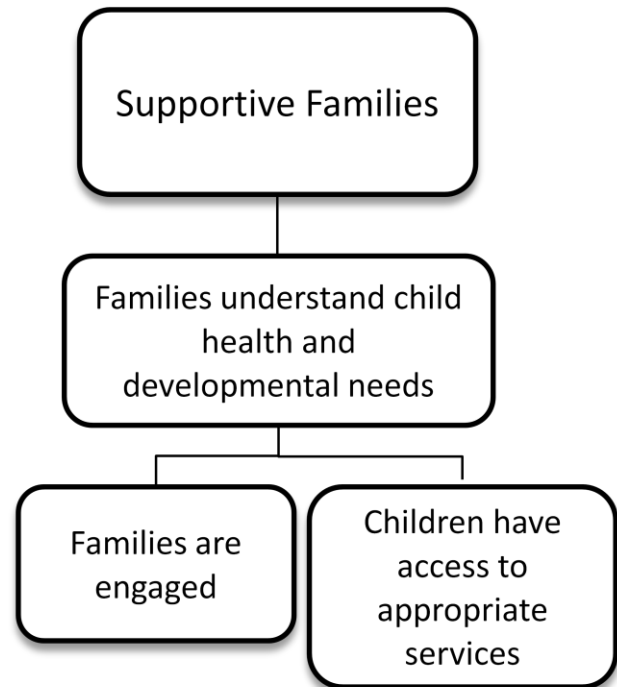 Supportive Families
Families understand child
health and
developmental needs
Families are
engaged
Children have
access to
appropriate
services